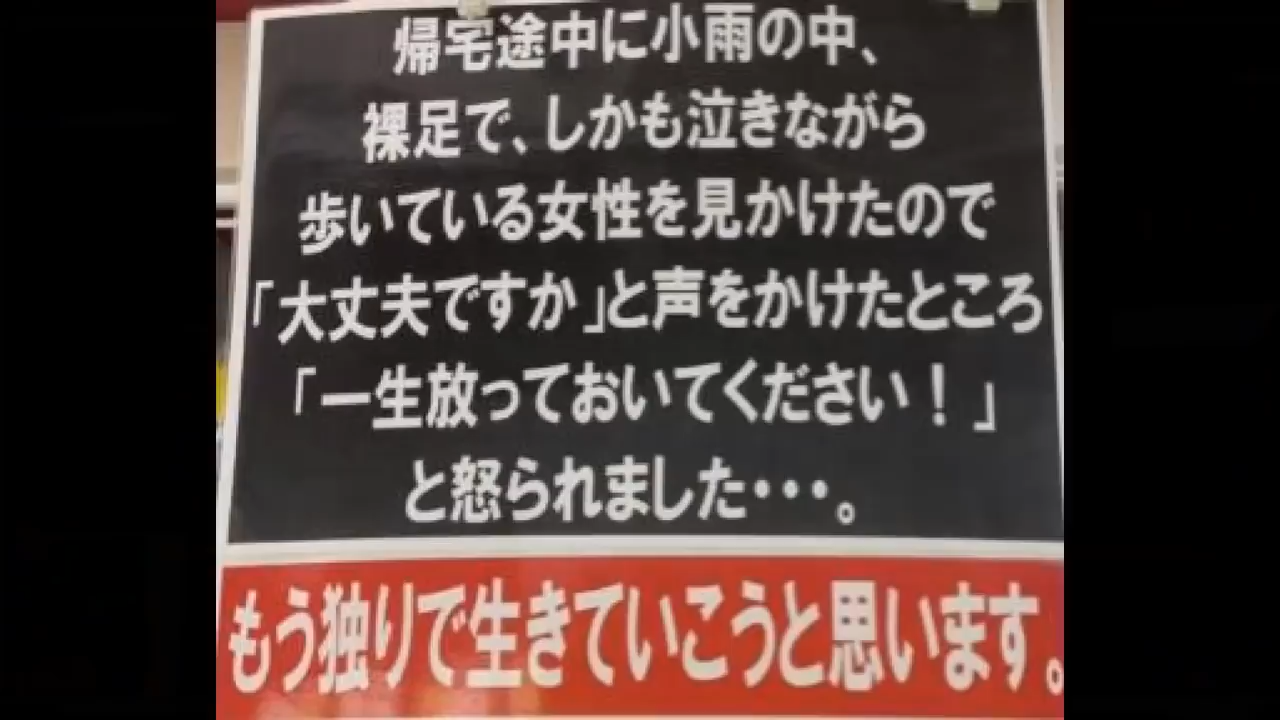 帰宅途中に小雨の中、
裸足で、しかも泣きながら
歩いている女性を見かけたので
「大丈夫ですか」と声をかけたところ
「一生放っておいてください！」
と怒られました・・・。
もう独りで生きていこうと思います。